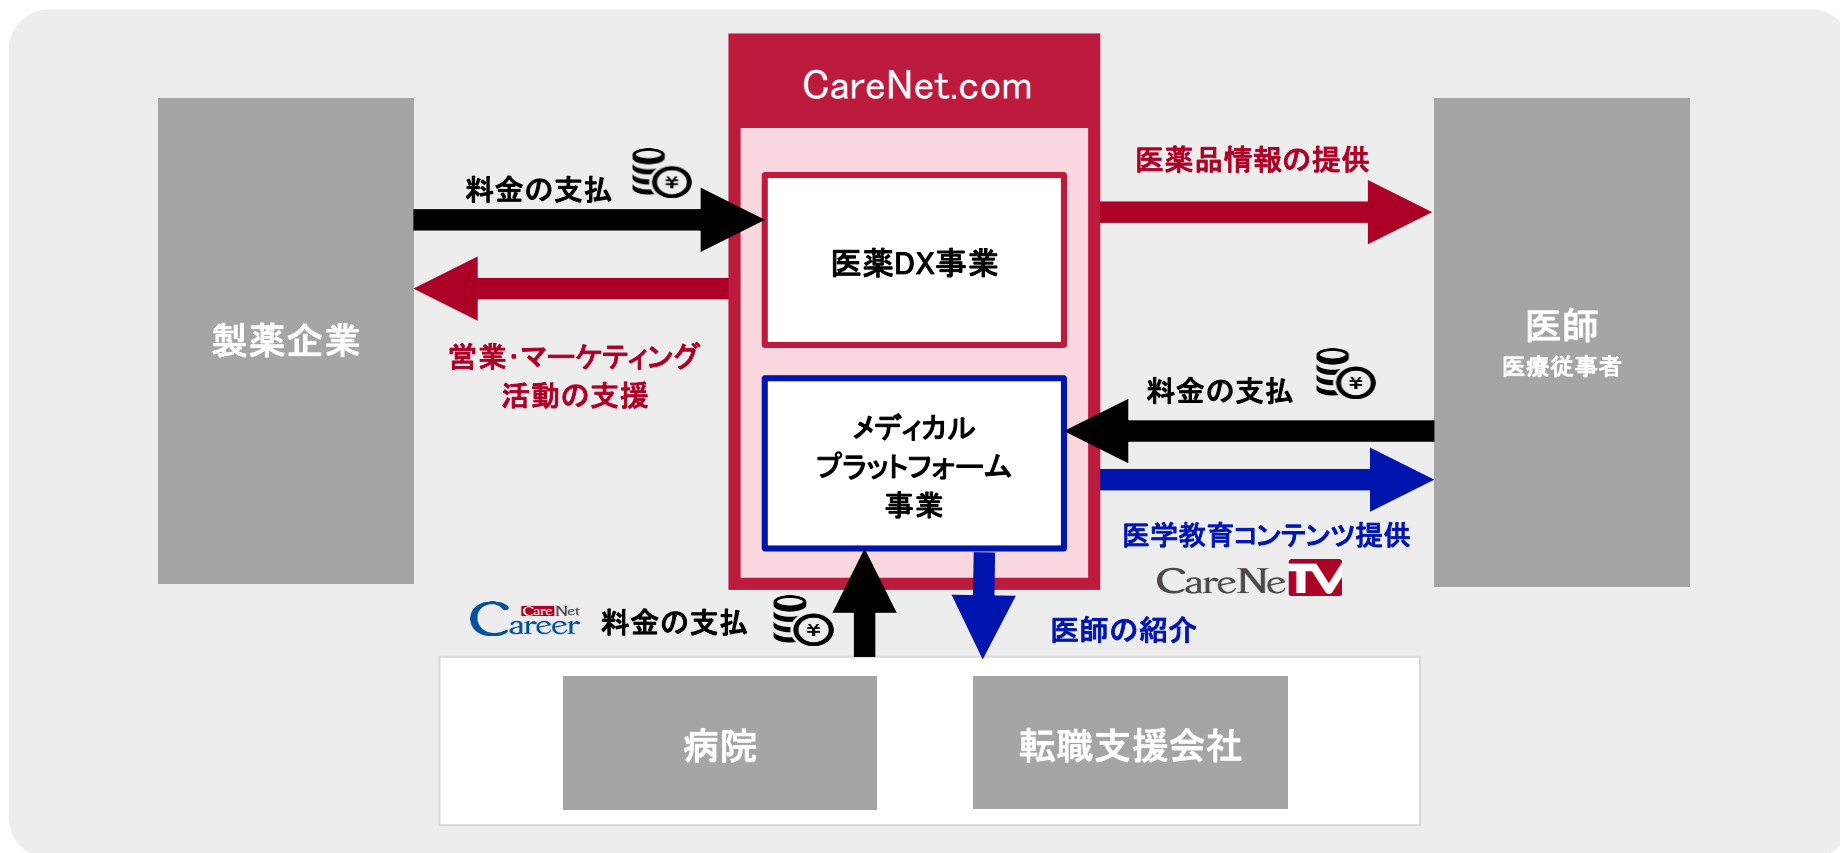 CareNet.com
料金の支払
¥
医薬品情報の提供
医薬DX事業
製薬企業
営業・マーケティング
活動の支援
医師
医療従事者
料金の支払
¥
メディカル
プラットフォーム
事業
医学教育コンテンツ提供
CareNeTV
CareNet
Career
料金の支払
¥
医師の紹介
病院
転職支援会社